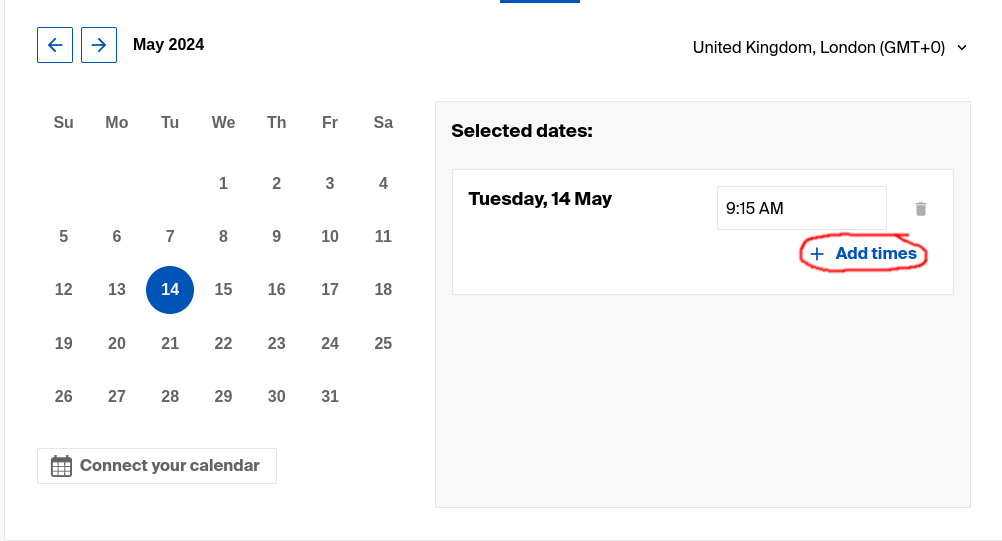 May 2024
United Kingdom, London (GMT+0)
Su Mo Tu We Th Fr Sa
1 2 3 4
5 6 7 8 9 10 11
12 13 14 15 16 17 18
19 20 21 22 23 24 25
26 27 28 29 30 31
Connect your calendar
Selected dates:
Tuesday, 14 May
9:15 AM
+ Add times